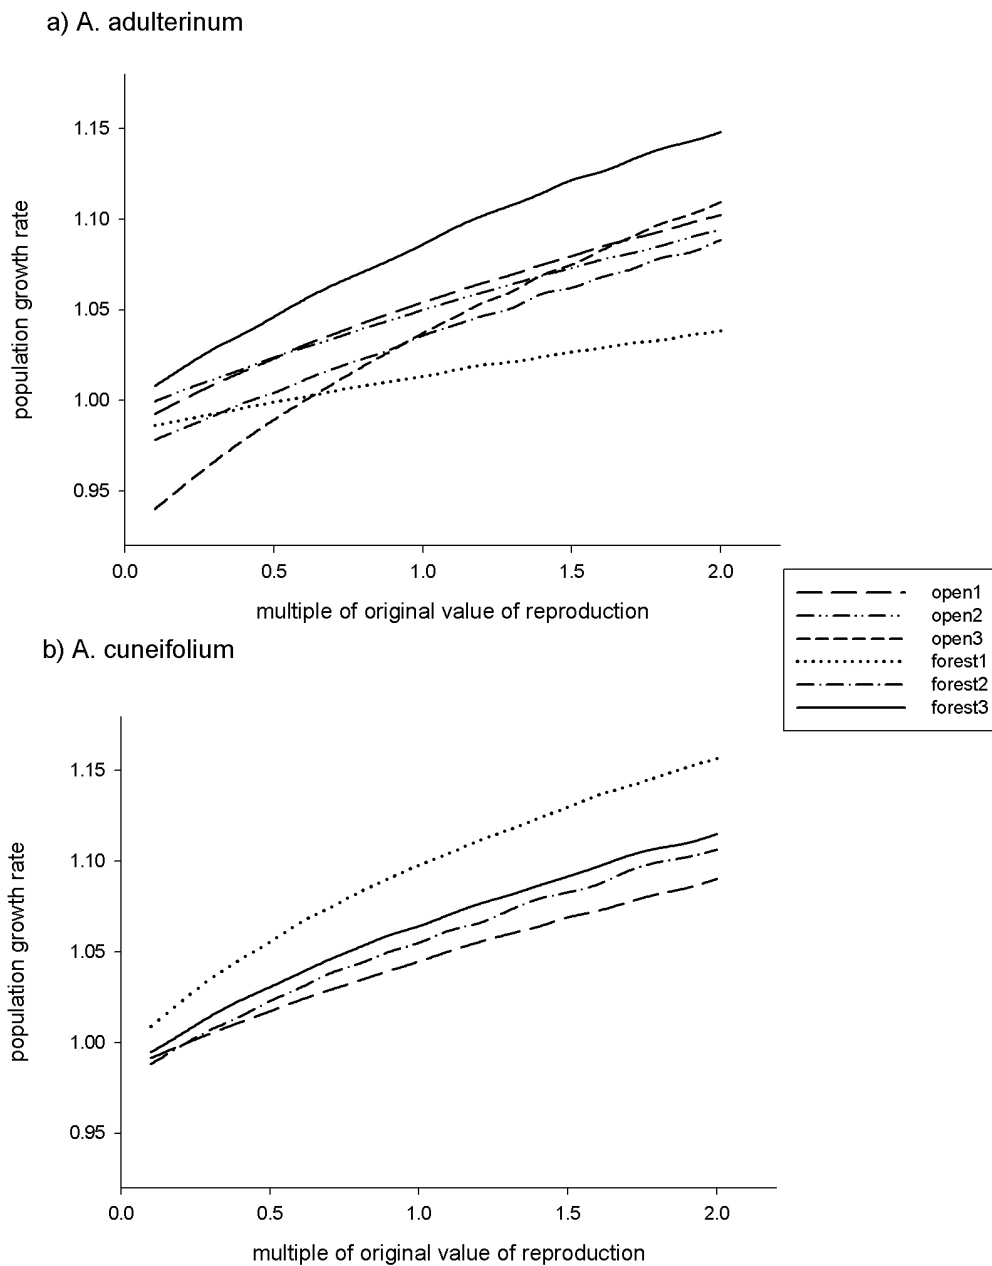 a) A. adulterinum
population growth rate
1.15
1.10
1.05
1.00
0.95
0.0 0.5 1.0 1.5 2.0
multiple of original value of reproduction
open1
open2
open3
forest1
forest2
forest3
b) A. cuneifolium
population growth rate
1.15
1.10
1.05
1.00
0.95
0.0 0.5 1.0 1.5 2.0
multiple of original value of reproduction